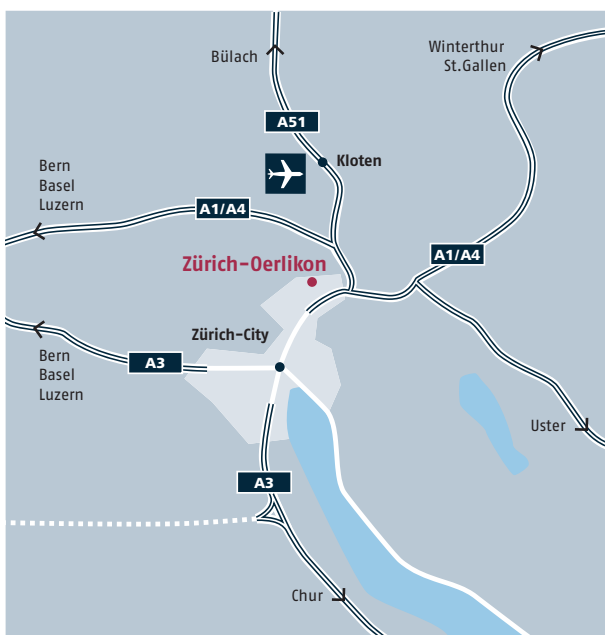 Bülach
Winterthur
St.Gallen
A51
Kloten
Bern
Basel
Luzern
A1/A4
A1/A4
Zürich-Oerlikon
Zürich-City
Bern
Basel
Luzern
A3
Uster
A3
Chur